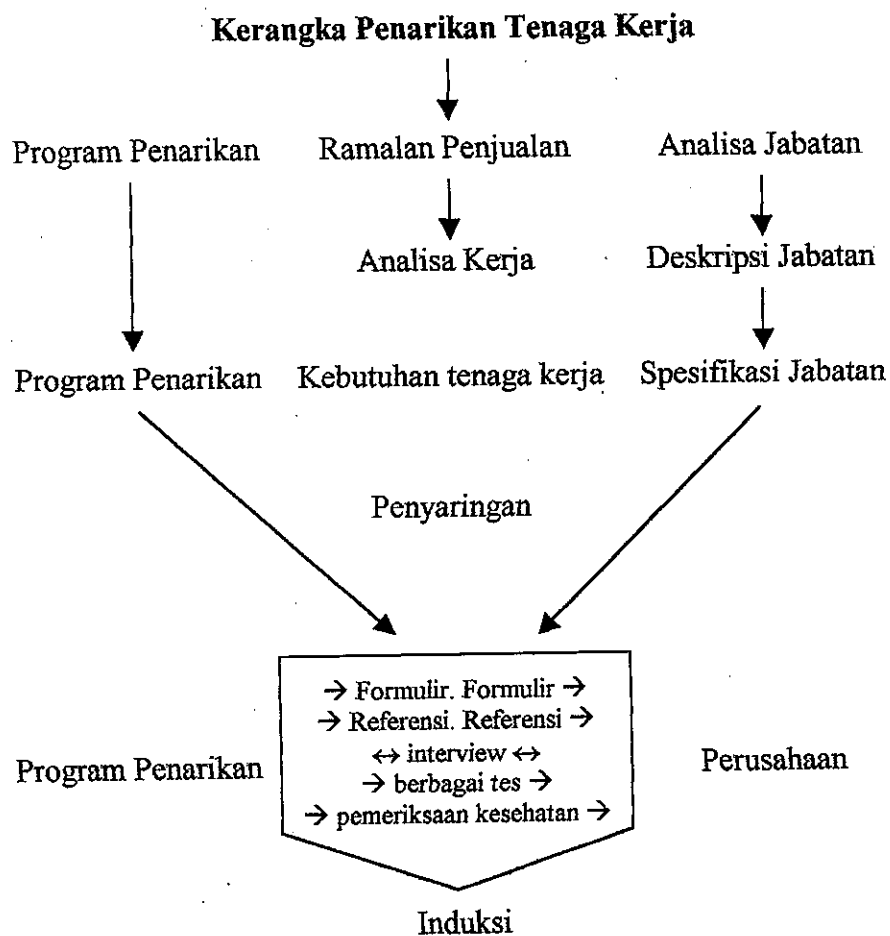 Kerangka Penarikan Tenaga Kerja
Program Penarikan Ramalan Penjualan Analisa Jabatan
Analisa Kerja Deskripsi Jabatan
Program Penarikan Kebutuhan tenaga kerja Spesifikasi Jabatan
Penyaringan
→ Formulir. Formulir →
→ Referensi. Referensi →
↔ interview ↔
Program Penarikan → berbagai tes → Perusahaan
→ pemeriksaan kesehatan →
Induksi